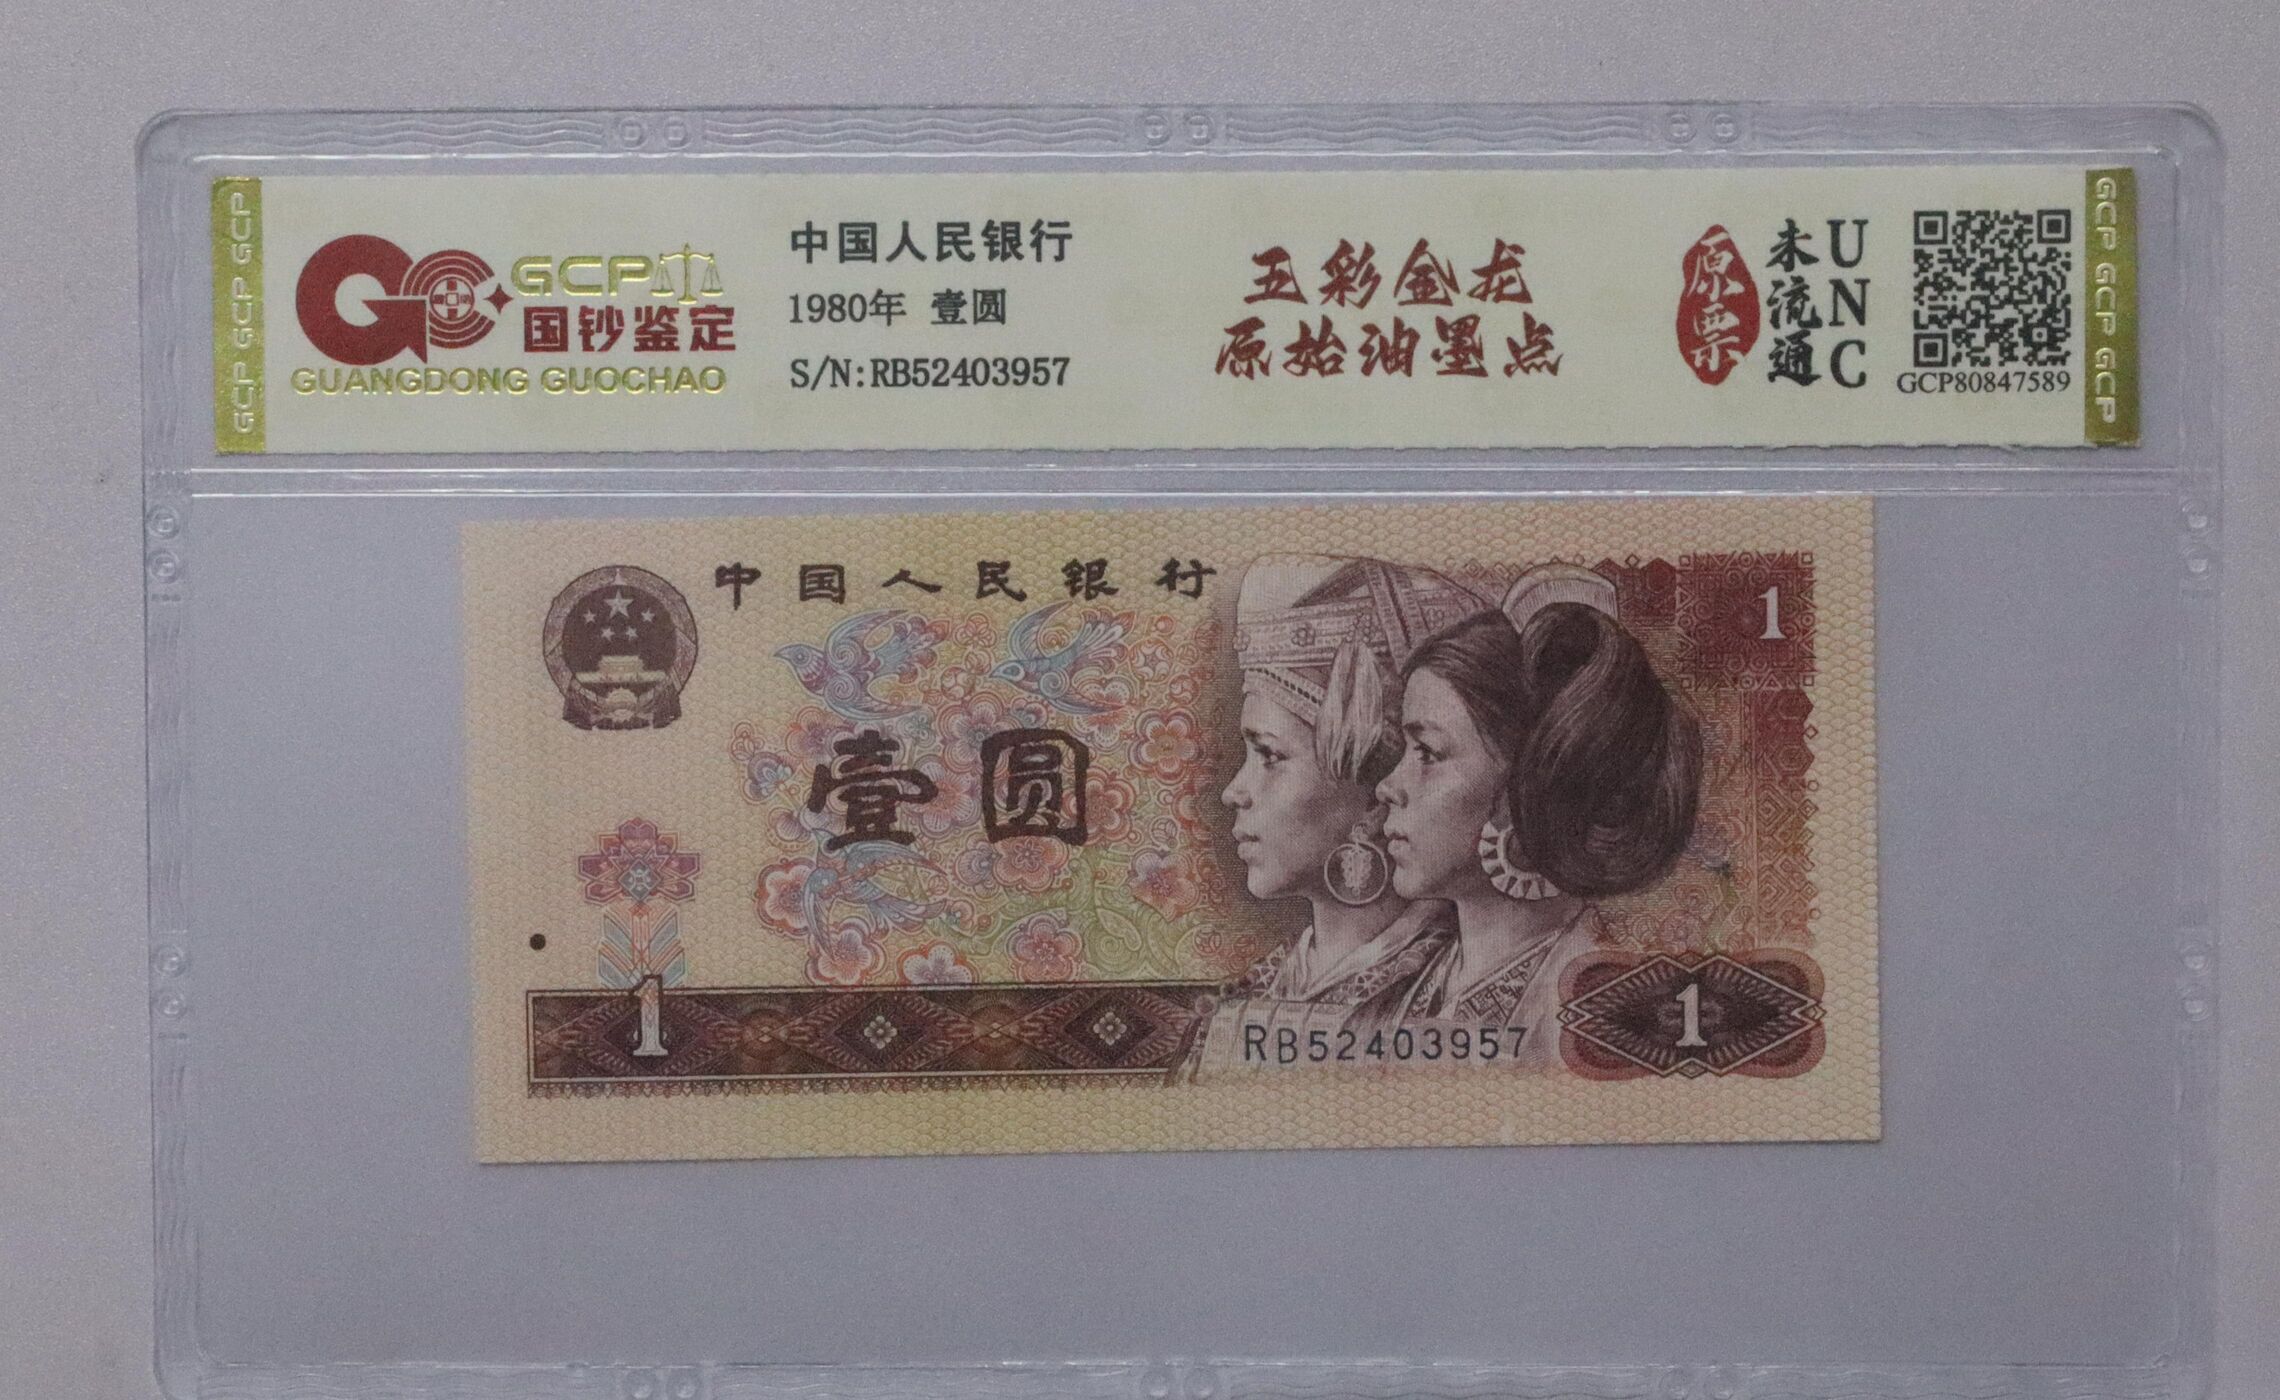 GCP GCP GCP
GCP
国钞鉴定
GUANGDONG GUOCHAO
中国人民银行
1980年 壹圆
S/N:RB52403957
五彩金龙
原始油墨点
原票
未流通
UNC
GCP80847589
GCP GCP GCP
中国人民银行
1
壹圆
1
RB52403957
1